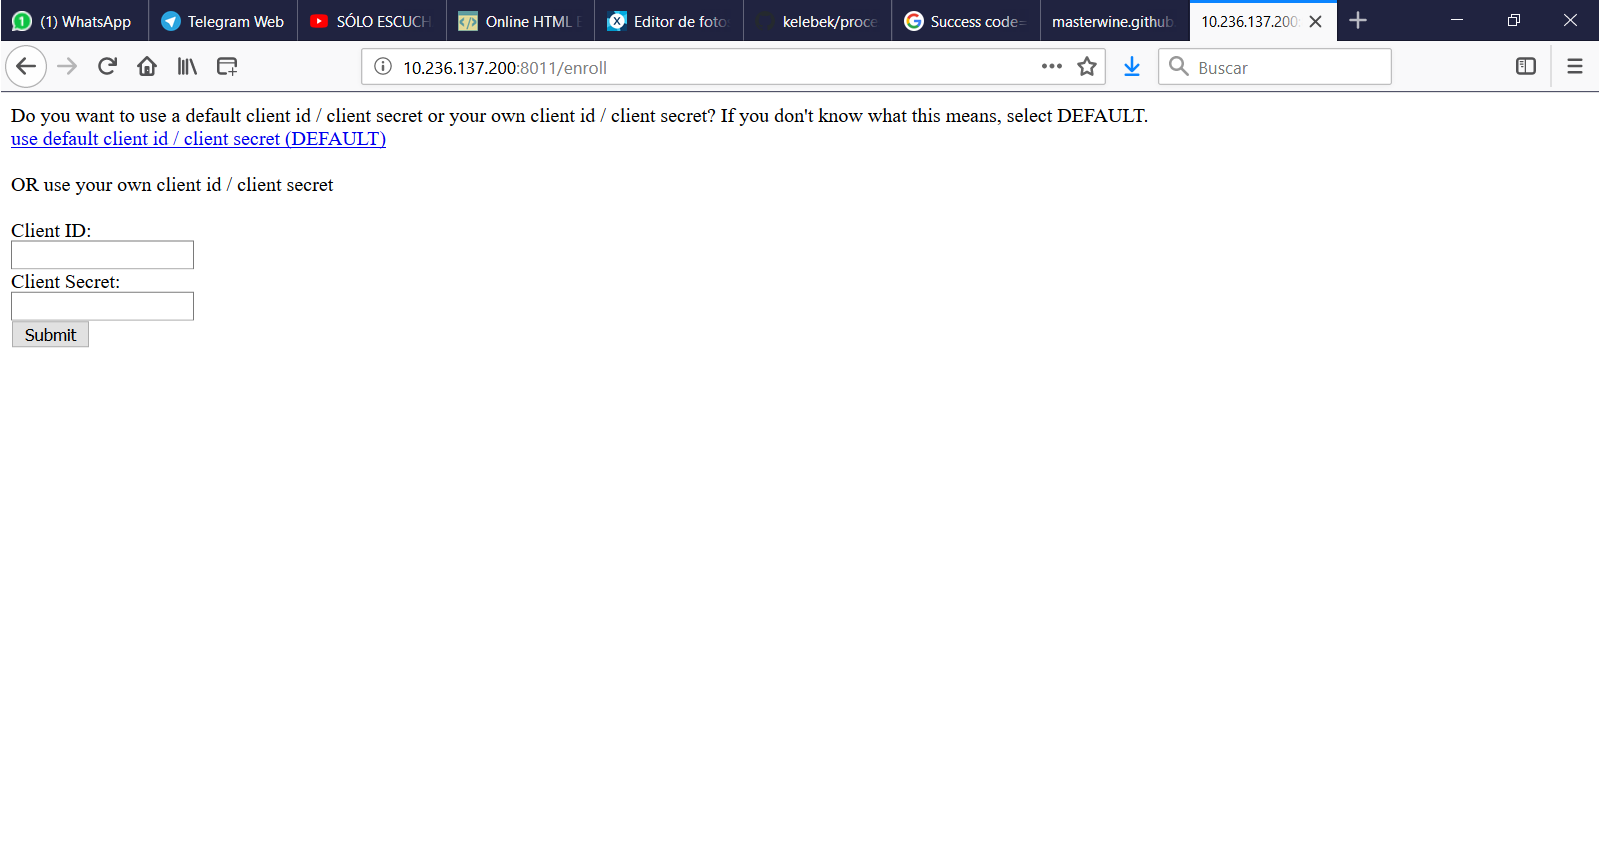 (1) WhatsApp
Telegram Web
SÓLO ESCUCH
Online HTML E
Editor de fotos
kelebek/proce
Success code=
masterwine.github.
10.236.137.200:
10.236.137.200:8011/enroll
Buscar
Do you want to use a default client id / client secret or your own client id / client secret? If you don't know what this means, select DEFAULT.
use default client id / client secret (DEFAULT)
OR use your own client id / client secret
Client ID:
Client Secret:
Submit